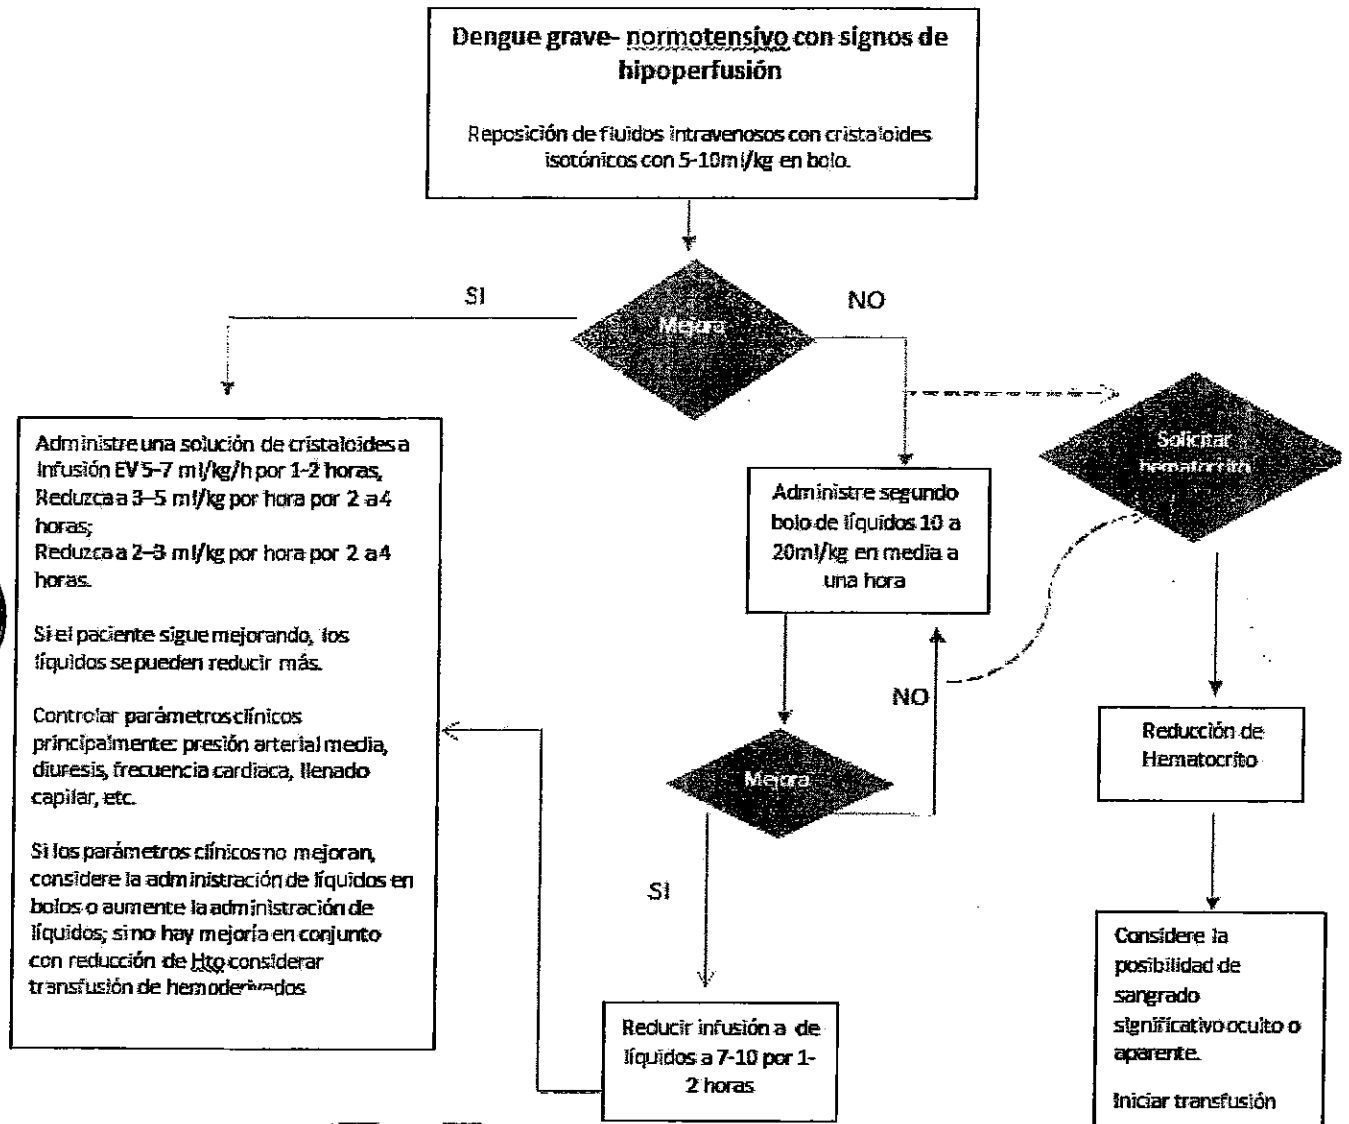 Dengue grave- normotensivo con signos de
hipoperfusión
Reposición de fluidos intravenosos con cristaloides
isotónicos con 5-10ml/kg en bolo.
Mejora
SI
NO
Solicitar
hematocrito
Administre una solución de cristaloides a
Infusión EV 5-7 ml/kg/h por 1-2 horas,
Reduzca a 3-5 ml/kg por hora por 2 a 4
horas;
Reduzca a 2-3 ml/kg por hora por 2 a 4
horas.
Si el paciente sigue mejorando, los
líquidos se pueden reducir más.
Controlar parámetros clínicos
principalmente: presión arterial media,
diuresis, frecuencia cardiaca, llenado
capilar, etc.
Si los parámetros clínicos no mejoran,
considere la administración de líquidos en
bolos o aumente la administración de
líquidos; si no hay mejoría en conjunto
con reducción de Hto considerar
transfusión de hemoderivados
Administre segundo
bolo de líquidos 10 a
20ml/kg en media a
una hora
NO
Mejora
SI
Reducir infusión a de
líquidos a 7-10 por 1-
2 horas
Reducción de
Hematocrito
Considere la
posibilidad de
sangrado
significativo oculto o
aparente.
Iniciar transfusión